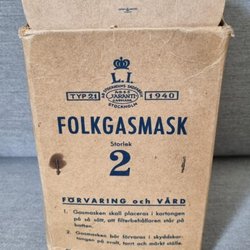 L. I.
GARANTI
STOCKHOLM
TYP 21
1940
FOLKGASMASK
Storlek
2
FÖRVARING och VÅRD
1. Gasmasken skall placeras i kartongen
på så sätt, att filterbehållaren står på
botten.
2. Gasmasken bör förvaras i skyddskar-
tongen på svalt, torrt och mörkt ställe.